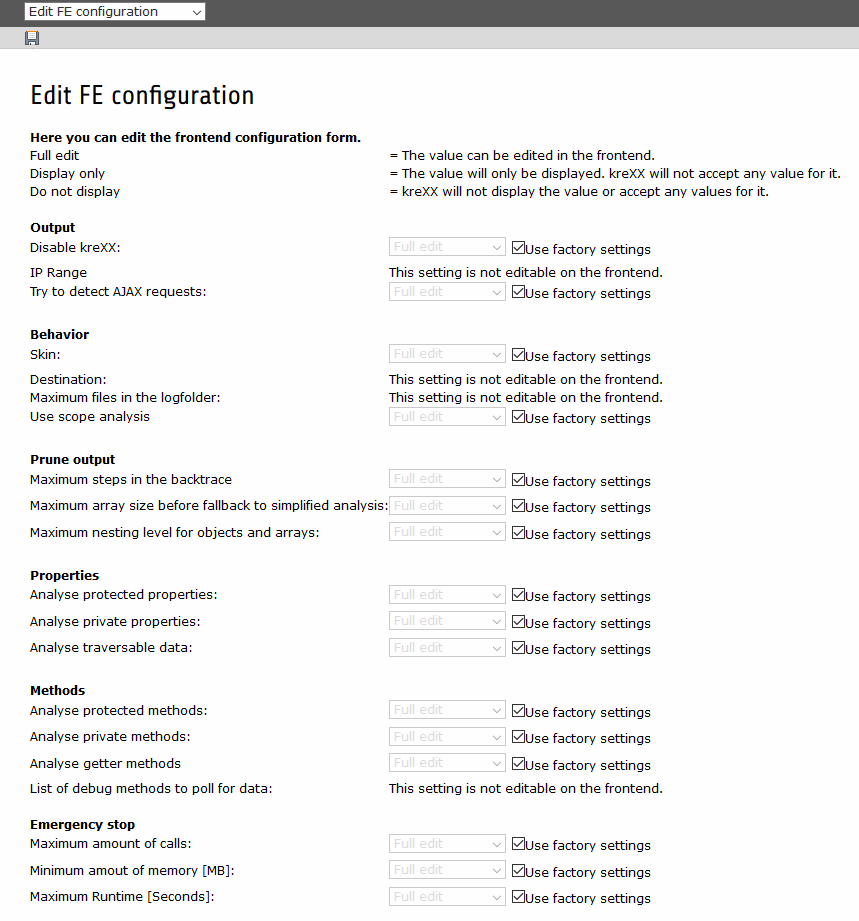 Edit FE configuration
Edit FE configuration
Here you can edit the frontend configuration form.
Full edit = The value can be edited in the frontend.
Display only = The value will only be displayed. kreXX will not accept any value for it.
Do not display = kreXX will not display the value or accept any values for it.
Output
Disable kreXX: Full edit Use factory settings
IP Range This setting is not editable on the frontend.
Try to detect AJAX requests: Full edit Use factory settings
Behavior
Skin: Full edit Use factory settings
Destination: This setting is not editable on the frontend.
Maximum files in the logfolder: This setting is not editable on the frontend.
Use scope analysis Full edit Use factory settings
Prune output
Maximum steps in the backtrace Full edit Use factory settings
Maximum array size before fallback to simplified analysis: Full edit Use factory settings
Maximum nesting level for objects and arrays: Full edit Use factory settings
Properties
Analyse protected properties: Full edit Use factory settings
Analyse private properties: Full edit Use factory settings
Analyse traversable data: Full edit Use factory settings
Methods
Analyse protected methods: Full edit Use factory settings
Analyse private methods: Full edit Use factory settings
Analyse getter methods Full edit Use factory settings
List of debug methods to poll for data: This setting is not editable on the frontend.
Emergency stop
Maximum amount of calls: Full edit Use factory settings
Minimum amout of memory [MB]: Full edit Use factory settings
Maximum Runtime [Seconds]: Full edit Use factory settings